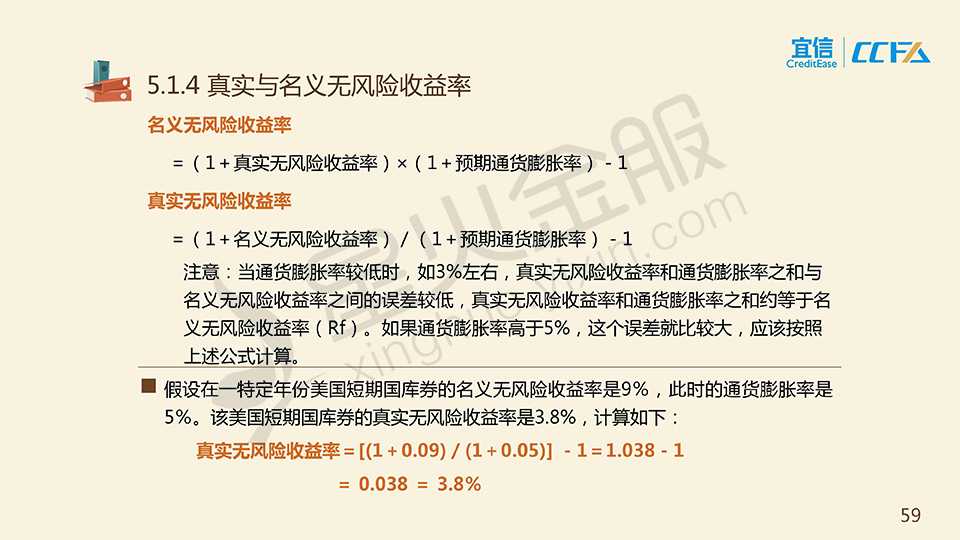 宜信
CreditEase
CCFA
5.1.4 真实与名义无风险收益率
名义无风险收益率
＝（1＋真实无风险收益率）×（1＋预期通货膨胀率）－1
真实无风险收益率
＝（1＋名义无风险收益率）/（1＋预期通货膨胀率）－1
注意：当通货膨胀率较低时，如3%左右，真实无风险收益率和通货膨胀率之和与
名义无风险收益率之间的误差较低，真实无风险收益率和通货膨胀率之和约等于名
义无风险收益率（Rf）。如果通货膨胀率高于5%，这个误差就比较大，应该按照
上述公式计算。
假设在一特定年份美国短期国库券的名义无风险收益率是9%，此时的通货膨胀率是
5%。该美国短期国库券的真实无风险收益率是3.8%，计算如下：
真实无风险收益率＝[(1＋0.09) / (1＋0.05)] －1＝1.038－1
＝ 0.038 ＝ 3.8%
59
星火金服